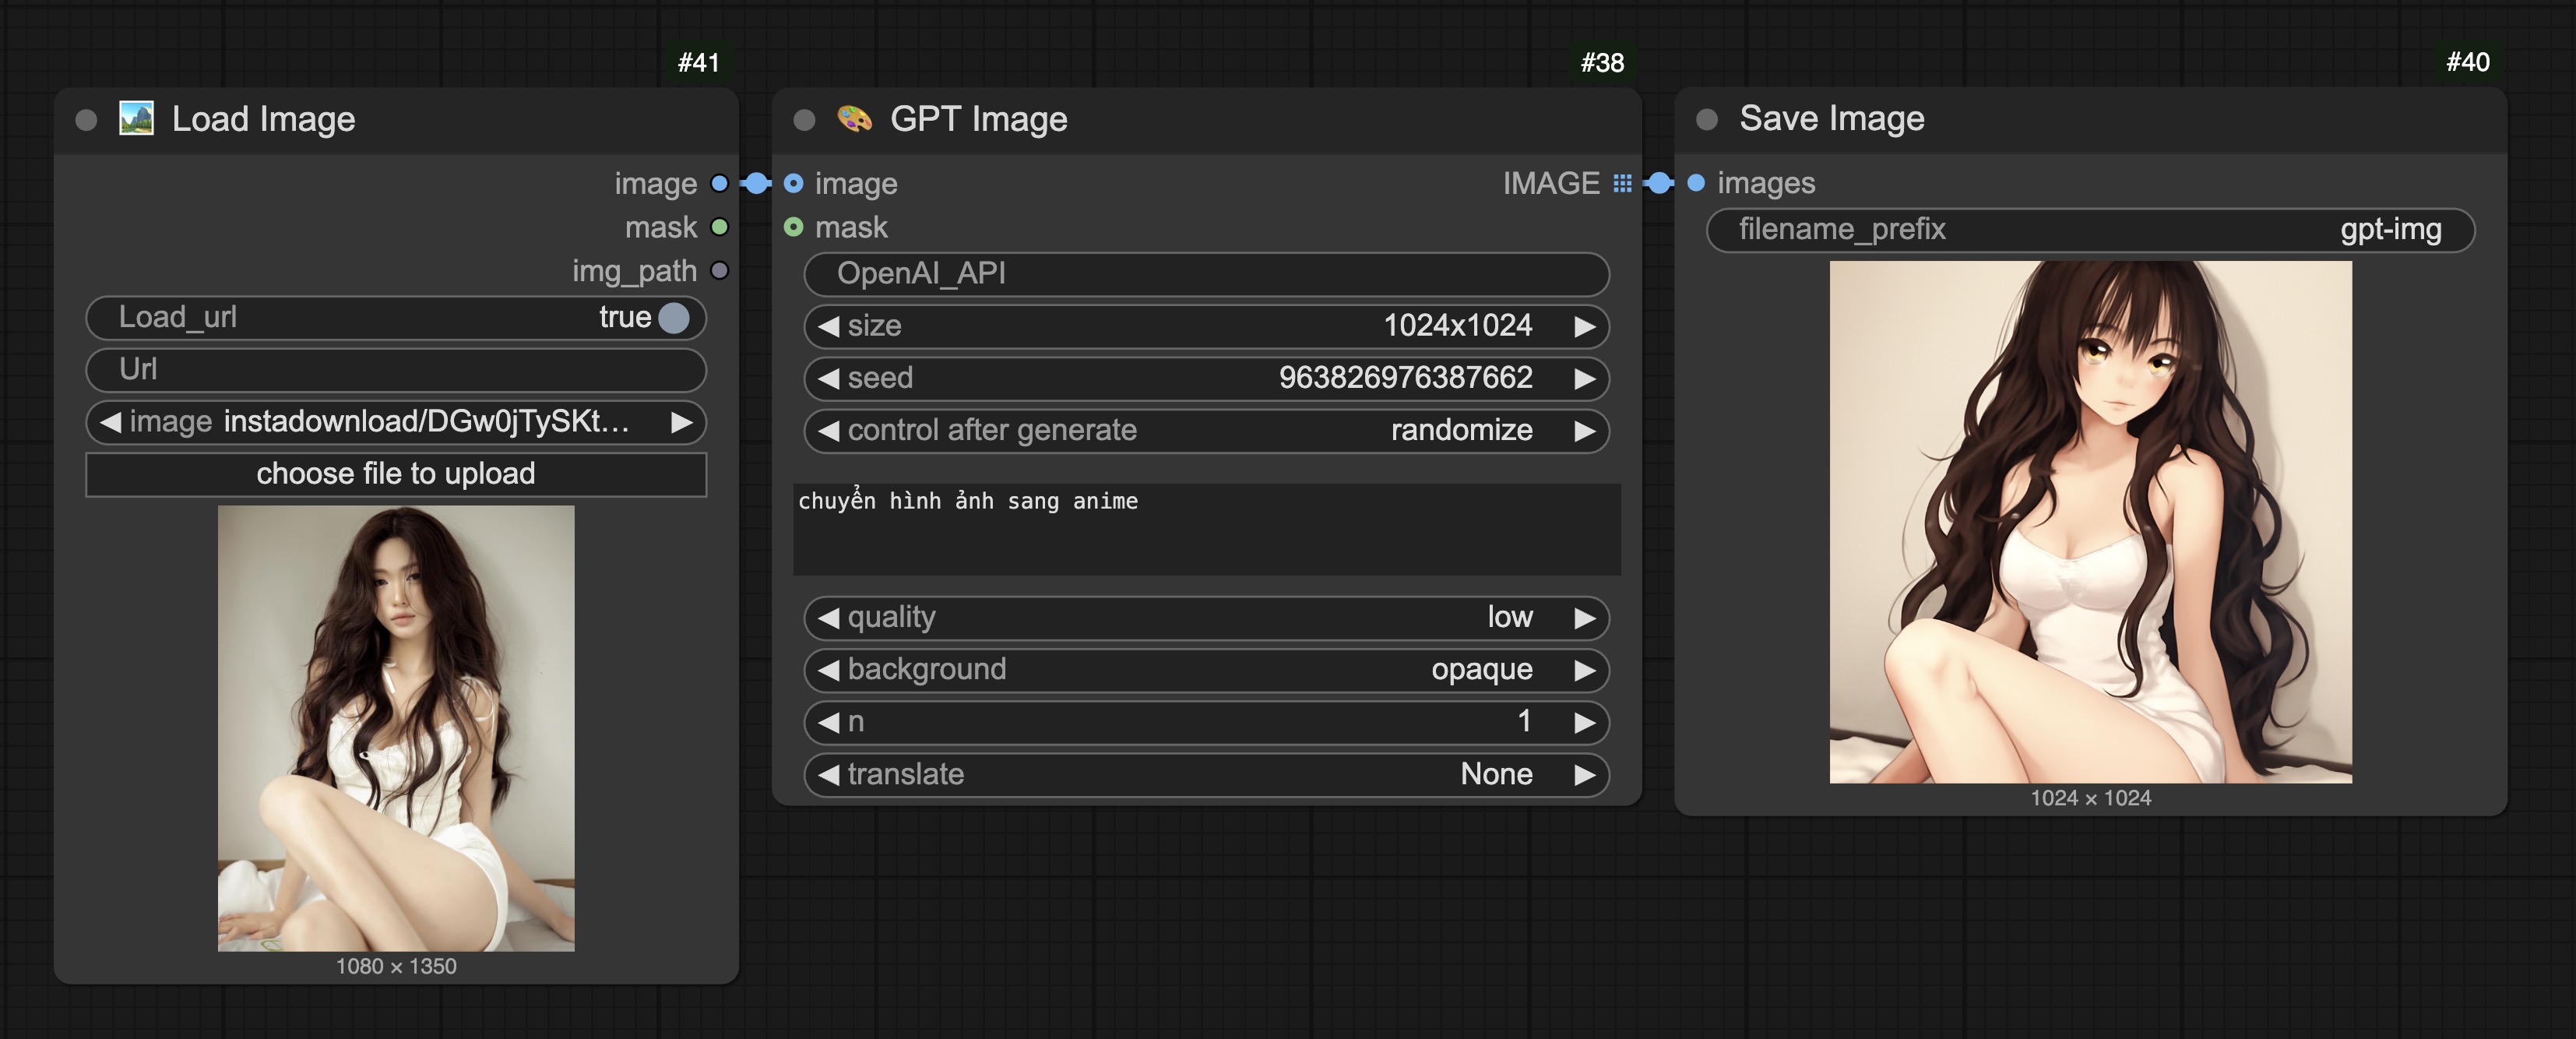 #41
Load Image
image
mask
img_path
Load_url true
Url
image instadownload/DGw0jTySKt...
choose file to upload
1080 × 1350
#38
GPT Image
image IMAGE
mask
OpenAI_API
size 1024x1024
seed 963826976387662
control after generate randomize
chuyển hình ảnh sang anime
quality low
background opaque
n 1
translate None
#40
Save Image
images
filename_prefix gpt-img
1024 × 1024